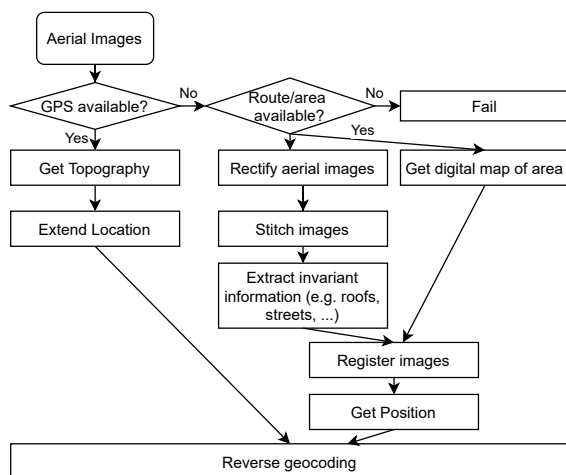 Aerial Images
GPS available?
No
Route/area
available?
No
Fail
Yes
Yes
Get Topography
Rectify aerial images
Get digital map of area
Extend Location
Stitch images
Extract invariant
information (e.g. roofs,
streets, ...)
Register images
Get Position
Reverse geocoding